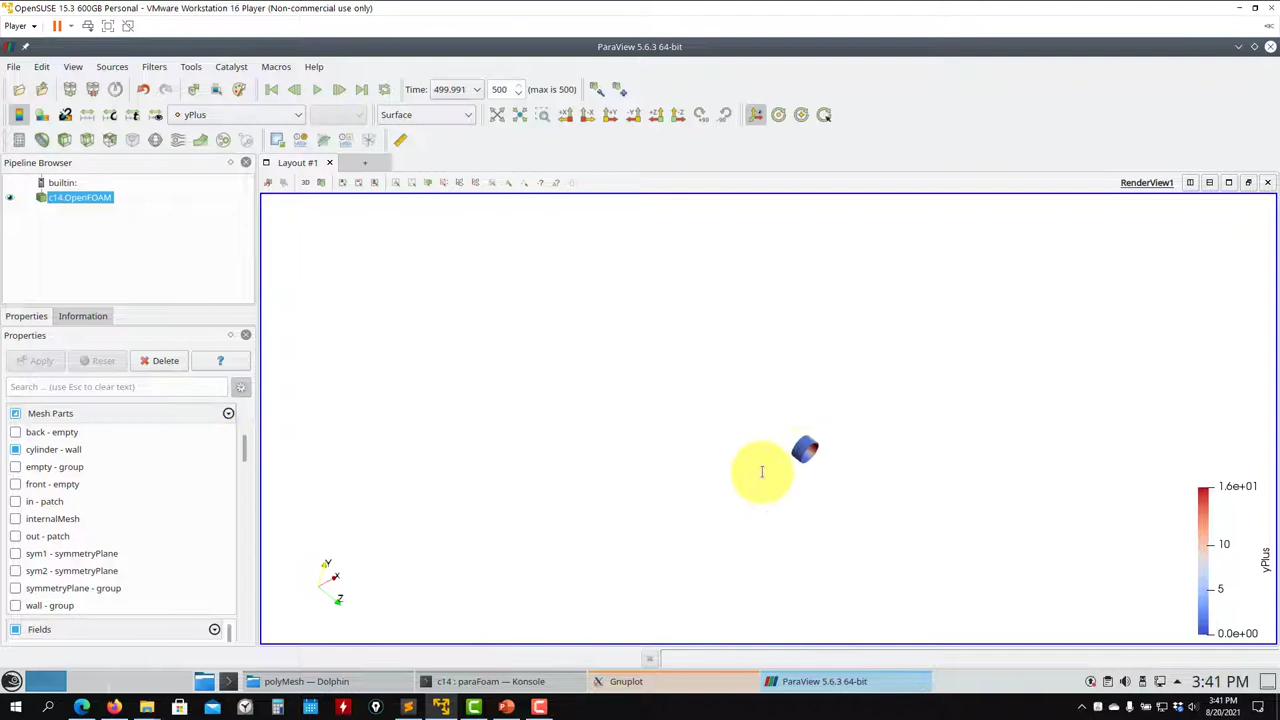 OpenSUSE 15.3 600GB Personal - VMware Workstation 16 Player (Non-commercial use only)
Player
ParaView 5.6.3 64-bit
File Edit View Sources Filters Tools Catalyst Macros Help
Time: 499.991 500 (max is 500)
yPlus Surface +X -X +Y -Y +Z -Z +90 -90
Pipeline Browser
Layout #1 +
builtin:
3D
RenderView1
c14.OpenFOAM
Properties Information
Properties
Apply Reset Delete ?
Search ... (use Esc to clear text)
Mesh Parts
back - empty
cylinder - wall
empty - group
front - empty
in - patch
internalMesh
out - patch
sym1 - symmetryPlane
sym2 - symmetryPlane
symmetryPlane - group
wall - group
Fields
Y
X
Z
1.6e+01
10
5
0.0e+00
yPlus
polyMesh — Dolphin
c14 : paraFoam — Konsole
Gnuplot
ParaView 5.6.3 64-bit
3:41 PM
3:41 PM
8/20/2021